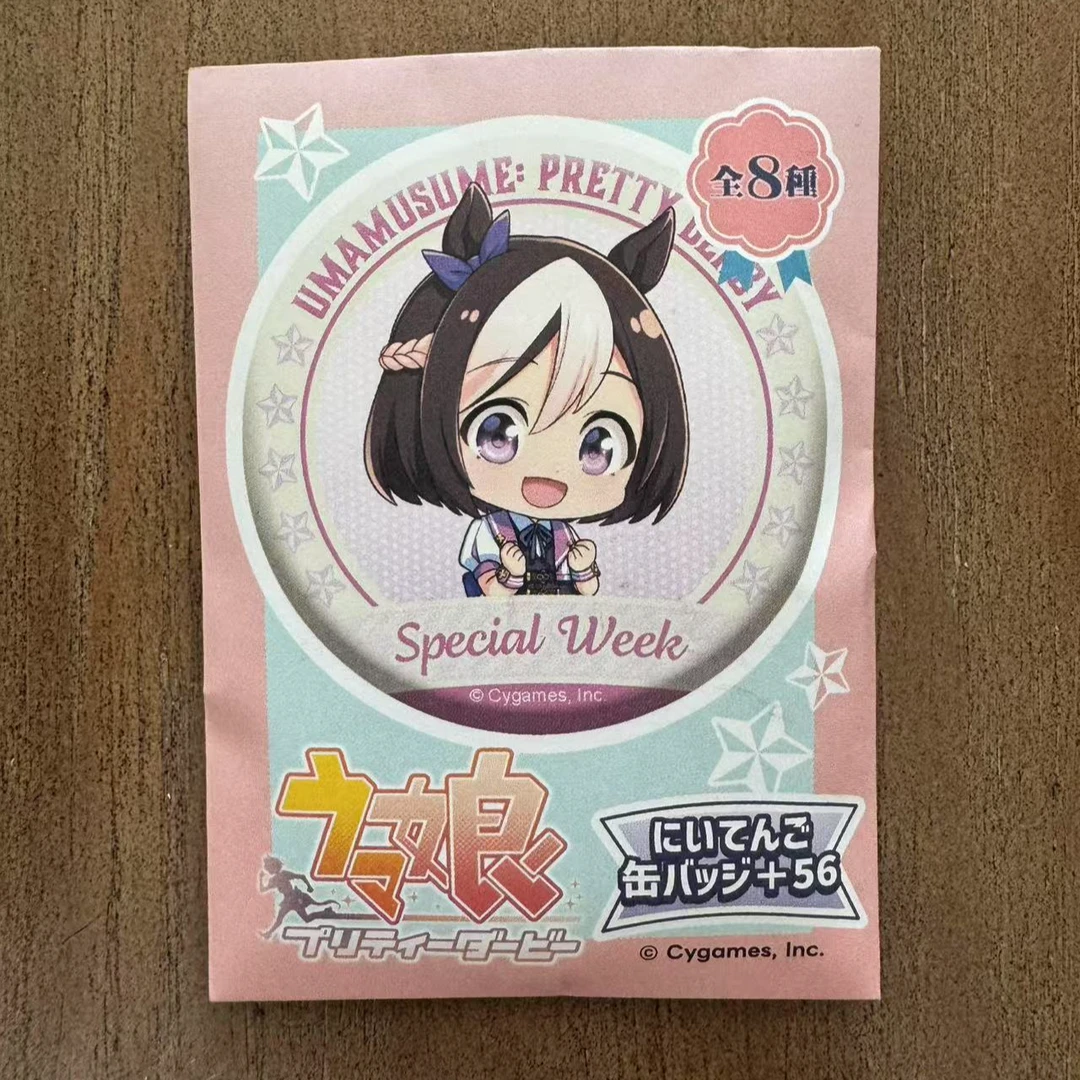 全8種
UMAMUSUME: PRETTY DERBY
Special Week
© Cygames, Inc.
ウマ娘
プリティーダービー
にいてんご
缶バッジ+56
© Cygames, Inc.